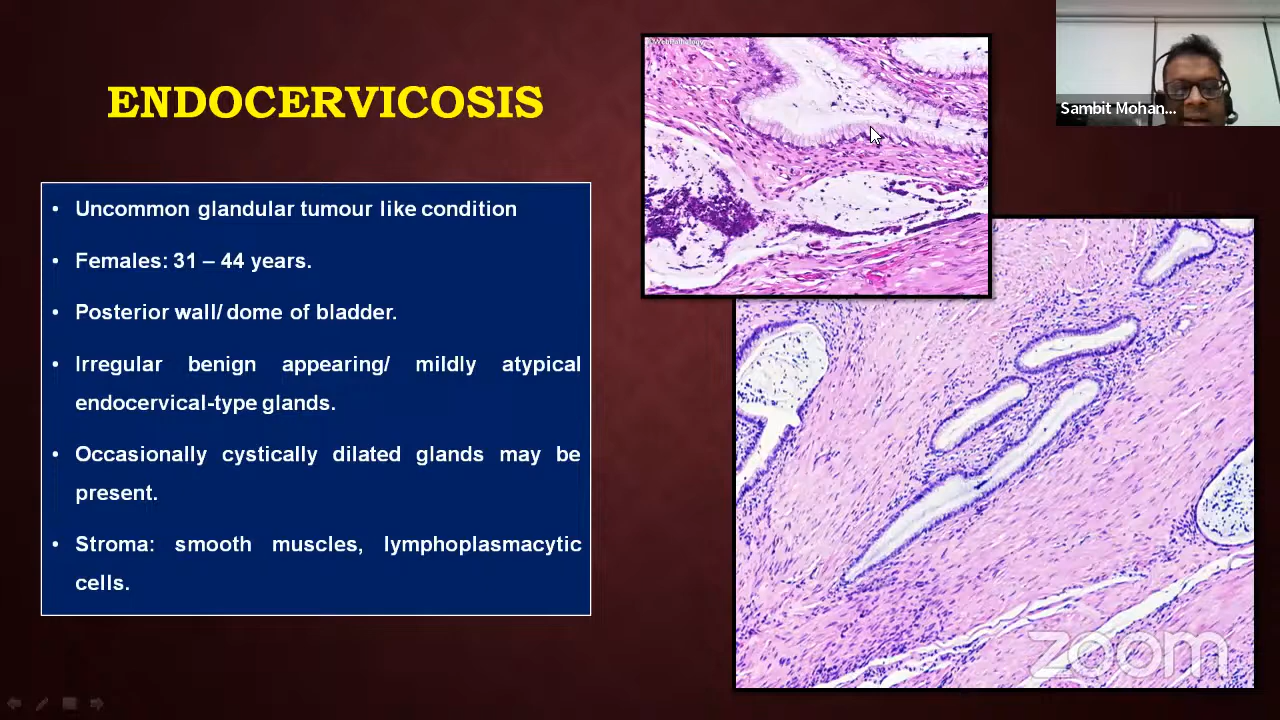 ENDOCERVICOSIS
• Uncommon glandular tumour like condition
• Females: 31 – 44 years.
• Posterior wall/ dome of bladder.
• Irregular benign appearing/ mildly atypical
endocervical-type glands.
• Occasionally cystically dilated glands may be
present.
• Stroma: smooth muscles, lymphoplasmacytic
cells.
WebPathology
Sambit Mohan...
zoom